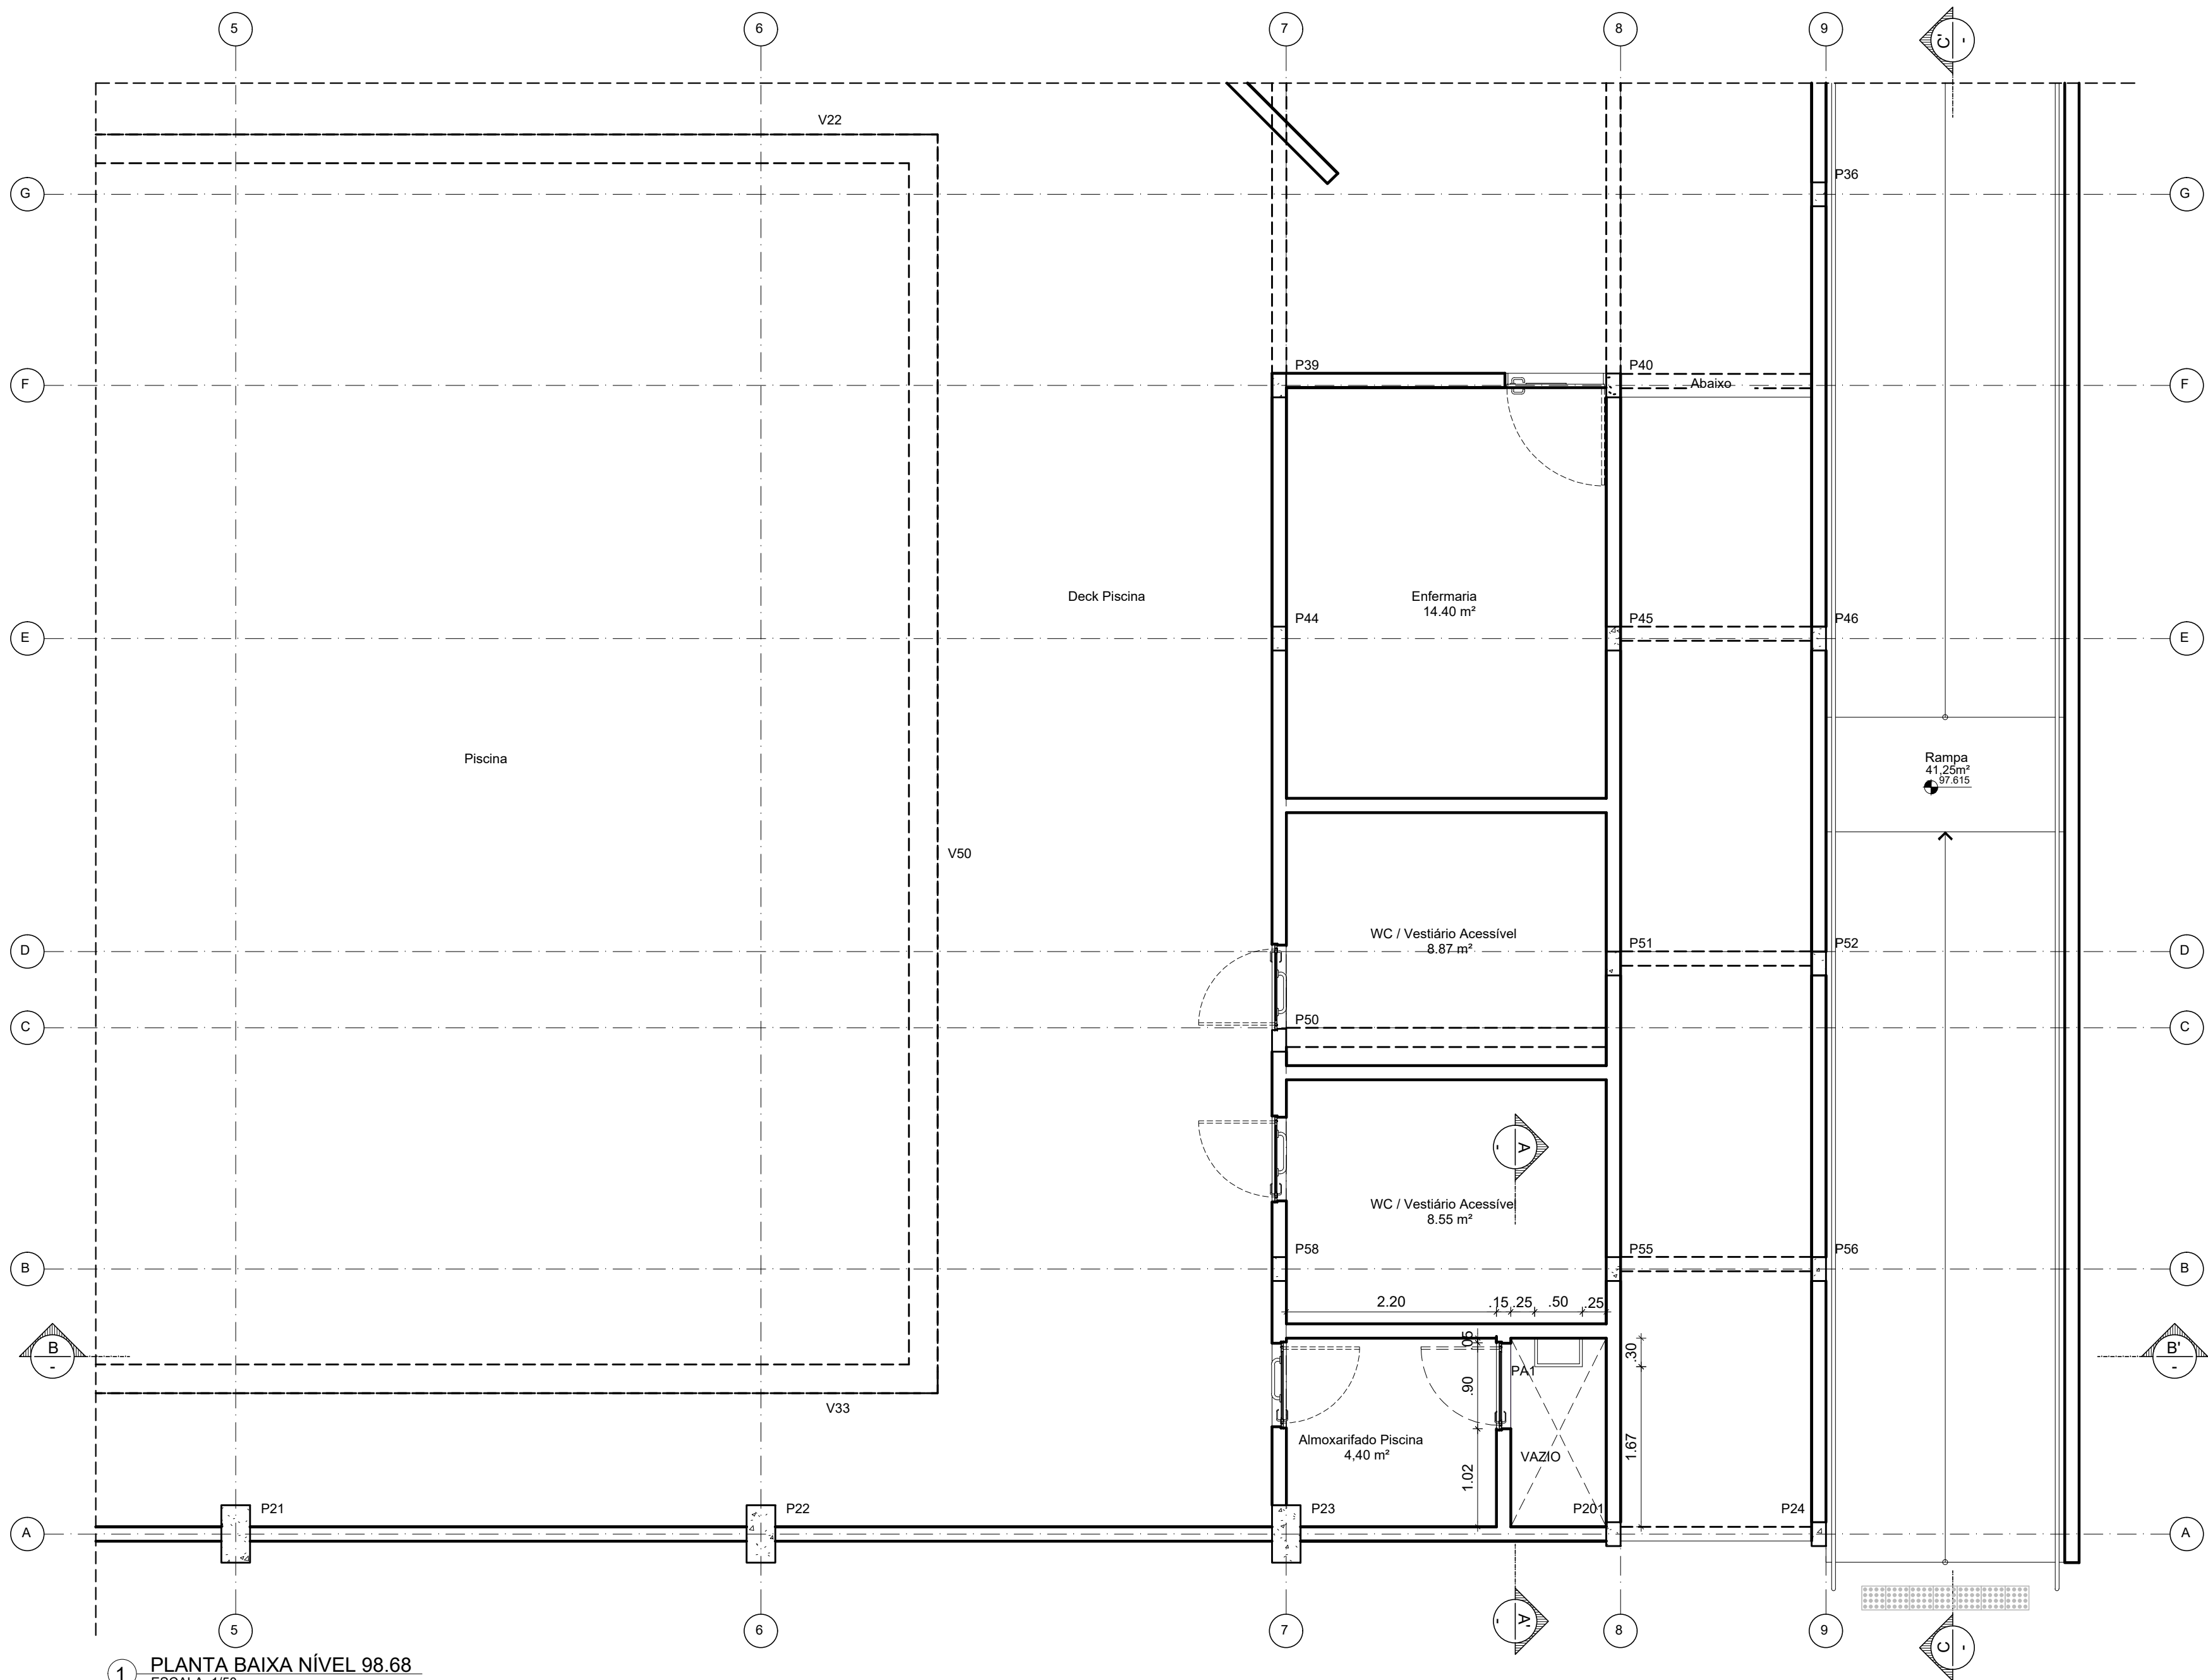 5
6
7
8
9
C'
-
V22
G
P36
G
F
P39
P40
Abaixo
F
Deck Piscina
Enfermaria
14.40 m²
E
P44
P45
P46
E
Piscina
Rampa
41,25m²
97.615
V50
D
WC / Vestiário Acessível
8.87 m²
P51
P52
D
C
P50
C
A
-
WC / Vestiário Acessível
8.55 m²
B
P58
P55
P56
B
2.20
.15
.25
.50
.25
B
-
.05
.30
B'
-
PA1
.90
V33
Almoxarifado Piscina
4,40 m²
1.67
VAZIO
1.02
P21
P22
P23
P201
P24
A
A
5
6
7
A'
-
8
9
C
-
1
PLANTA BAIXA NÍVEL 98.68
ESCALA 1/50